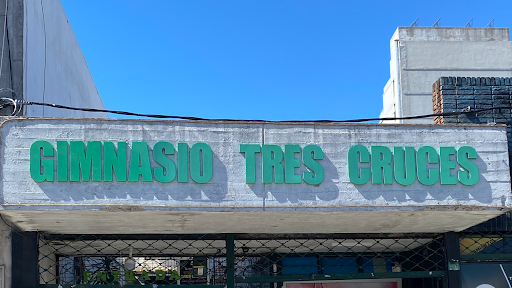 GIMNASIO TRES CRUCES